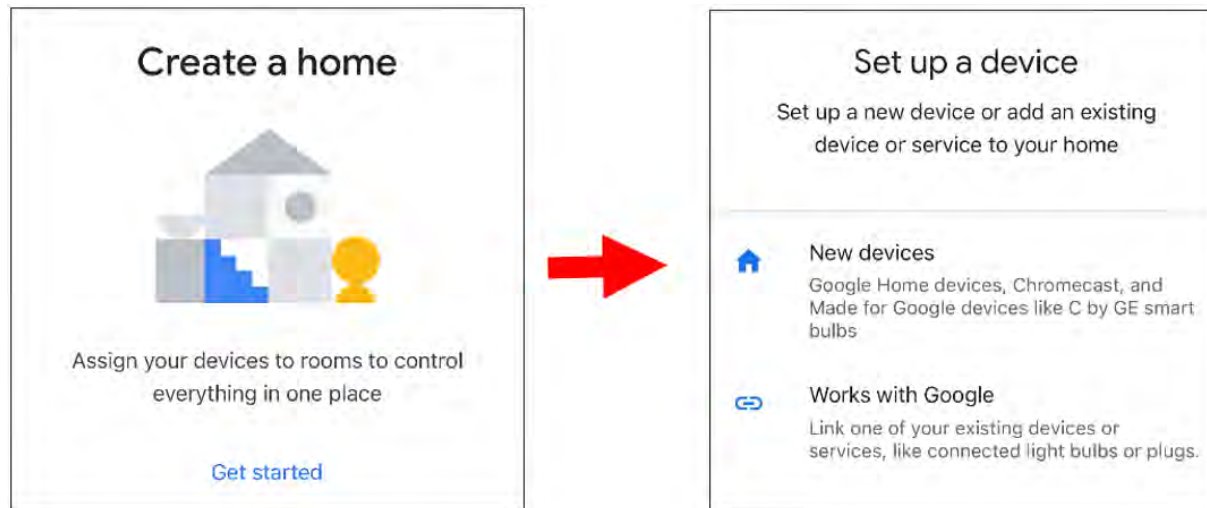 Create a home
Assign your devices to rooms to control
everything in one place
Get started
Set up a device
Set up a new device or add an existing
device or service to your home
New devices
Google Home devices, Chromecast, and
Made for Google devices like C by GE smart
bulbs
Works with Google
Link one of your existing devices or
services, like connected light bulbs or plugs.